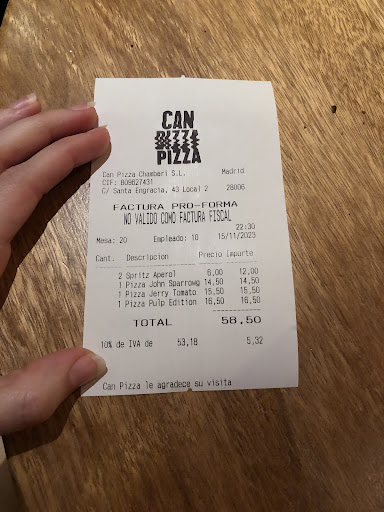 CAN
PIZZA
PIZZA
Can Pizza Chamberi S.L. Madrid
CIF: B09627431
C/ Santa Engracia, 43 Local 2 28006
FACTURA PRO-FORMA
NO VALIDO COMO FACTURA FISCAL
22:30
Mesa: 20 Empleado: 10 15/11/2023
Cant. Descripcion Precio Importe
2 Spritz Aperol 6,00 12,00
1 Pizza John Sparrowg 14,50 14,50
1 Pizza Jerry Tomato 15,50 15,50
1 Pizza Pulp Edition 16,50 16,50
TOTAL 58,50
10% de IVA de 53,18 5,32
Can Pizza le agradece su visita